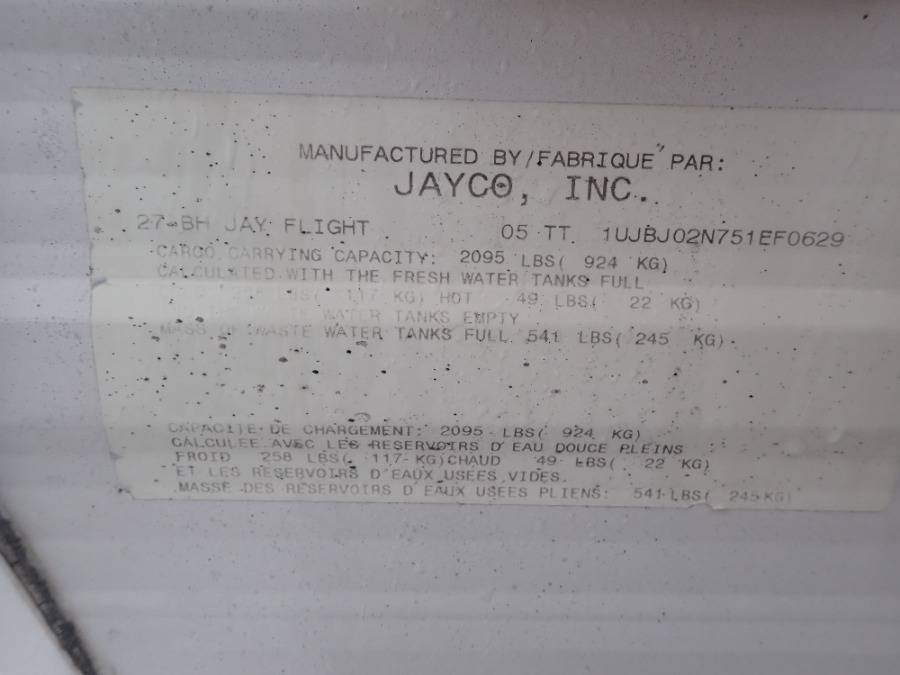 MANUFACTURED BY/FABRIQUE PAR:
JAYCO, INC.
27-BH JAY FLIGHT 05 TT 1UJBJ02N751EF0629
CARGO CARRYING CAPACITY: 2095 LBS( 924 KG)
CALCULATED WITH THE FRESH WATER TANKS FULL
LBS( 117 KG) HOT 49 LBS( 22 KG)
WATER TANKS EMPTY
MASS OF WASTE WATER TANKS FULL 541 LBS( 245 KG)
CAPACITE DE CHARGEMENT: 2095 LBS( 924 KG)
CALCULEE AVEC LES RESERVOIRS D'EAU DOUCE PLEINS
FROID 258 LBS( 117 KG)CHAUD 49 LBS( 22 KG)
ET LES RESERVOIRS D'EAUX USEES VIDES.
MASSE DES RESERVOIRS D'EAUX USEES PLIENS: 541 LBS( 245KG)